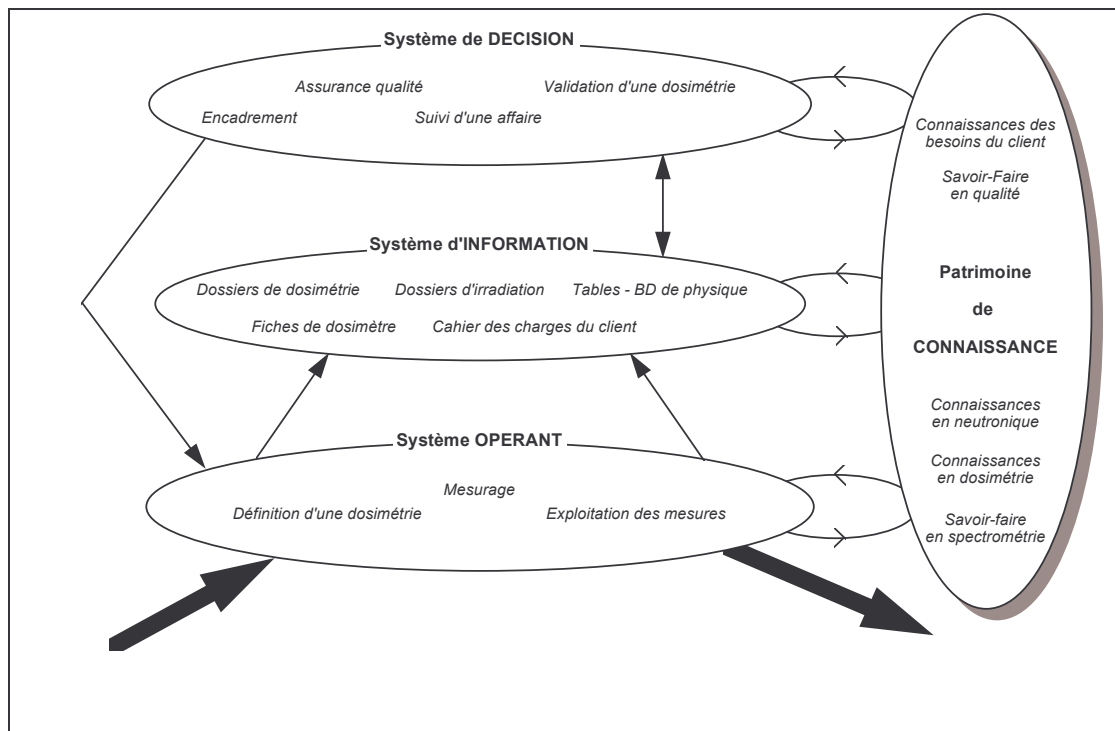 Système de DECISION
Assurance qualité
Validation d'une dosimétrie
Encadrement
Suivi d'une affaire
Connaissances des
besoins du client
Savoir-Faire
en qualité
Système d'INFORMATION
Dossiers de dosimétrie
Dossiers d'irradiation
Tables - BD de physique
Fiches de dosimètre
Cahier des charges du client
Patrimoine
de
CONNAISSANCE
Connaissances
en neutronique
Connaissances
en dosimétrie
Savoir-faire
en spectrométrie
Système OPERANT
Mesurage
Définition d'une dosimétrie
Exploitation des mesures